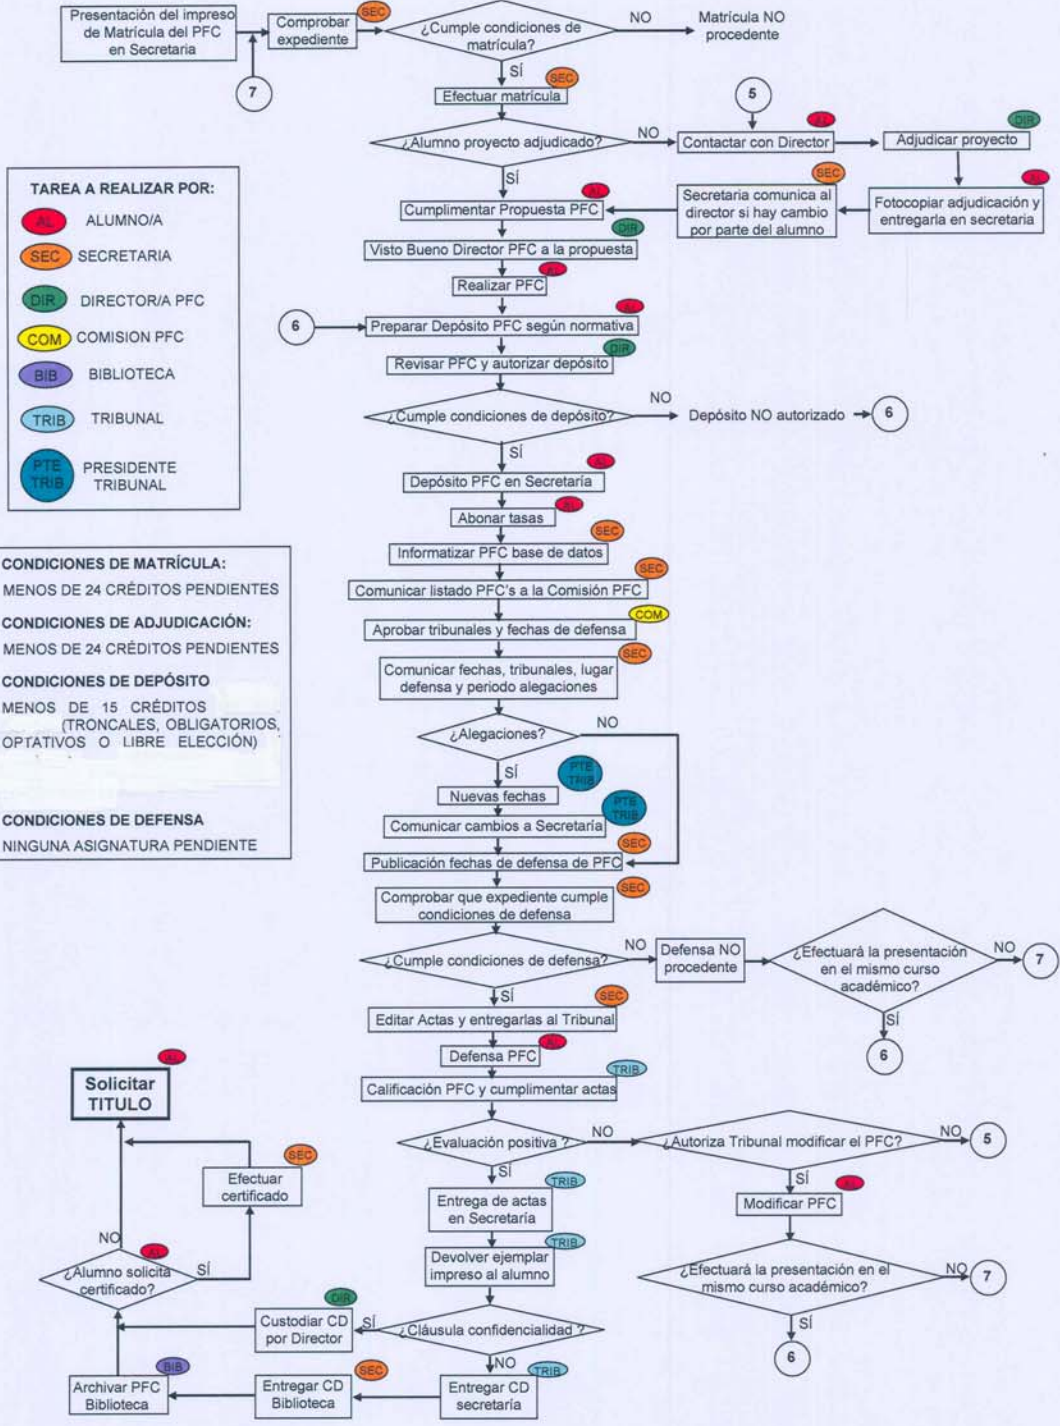 Presentación del impreso
de Matrícula del PFC
en Secretaria
Comprobar
expediente
SEC
¿Cumple condiciones de
matrícula?
NO
Matrícula NO
procedente
7
SÍ
SEC
Efectuar matrícula
5
¿Alumno proyecto adjudicado?
NO
AL
Contactar con Director
DIR
Adjudicar proyecto
SÍ
AL
Cumplimentar Propuesta PFC
SEC
Secretaria comunica al
director si hay cambio
por parte del alumno
AL
Fotocopiar adjudicación y
entregarla en secretaria
DIR
Visto Bueno Director PFC a la propuesta
AL
Realizar PFC
6
AL
Preparar Depósito PFC según normativa
DIR
Revisar PFC y autorizar depósito
¿Cumple condiciones de depósito?
NO
Depósito NO autorizado
6
SÍ
AL
Depósito PFC en Secretaría
AL
Abonar tasas
SEC
Informatizar PFC base de datos
SEC
Comunicar listado PFC's a la Comisión PFC
COM
Aprobar tribunales y fechas de defensa
SEC
Comunicar fechas, tribunales, lugar
defensa y periodo alegaciones
¿Alegaciones?
NO
SÍ
PTE
TRIB
Nuevas fechas
PTE
TRIB
Comunicar cambios a Secretaría
SEC
Publicación fechas de defensa de PFC
SEC
Comprobar que expediente cumple
condiciones de defensa
¿Cumple condiciones de defensa?
NO
Defensa NO
procedente
¿Efectuará la presentación
en el mismo curso
académico?
NO
7
SÍ
6
SÍ
SEC
Editar Actas y entregarlas al Tribunal
AL
Defensa PFC
TRIB
Calificación PFC y cumplimentar actas
¿Evaluación positiva ?
NO
¿Autoriza Tribunal modificar el PFC?
NO
5
SÍ
AL
Modificar PFC
¿Efectuará la presentación en el
mismo curso académico?
NO
7
SÍ
6
SÍ
TRIB
Entrega de actas
en Secretaría
TRIB
Devolver ejemplar
impreso al alumno
¿Cláusula confidencialidad ?
SÍ
DIR
Custodiar CD
por Director
NO
TRIB
Entregar CD
secretaría
SEC
Entregar CD
Biblioteca
BIB
Archivar PFC
Biblioteca
AL
¿Alumno solicita
certificado?
SÍ
SEC
Efectuar
certificado
NO
AL
Solicitar
TITULO
TAREA A REALIZAR POR:
AL ALUMNO/A
SEC SECRETARIA
DIR DIRECTOR/A PFC
COM COMISION PFC
BIB BIBLIOTECA
TRIB TRIBUNAL
PTE
TRIB
PRESIDENTE
TRIBUNAL
CONDICIONES DE MATRÍCULA:
MENOS DE 24 CRÉDITOS PENDIENTES
CONDICIONES DE ADJUDICACIÓN:
MENOS DE 24 CRÉDITOS PENDIENTES
CONDICIONES DE DEPÓSITO
MENOS DE 15 CRÉDITOS
(TRONCALES, OBLIGATORIOS,
OPTATIVOS O LIBRE ELECCIÓN)
CONDICIONES DE DEFENSA
NINGUNA ASIGNATURA PENDIENTE